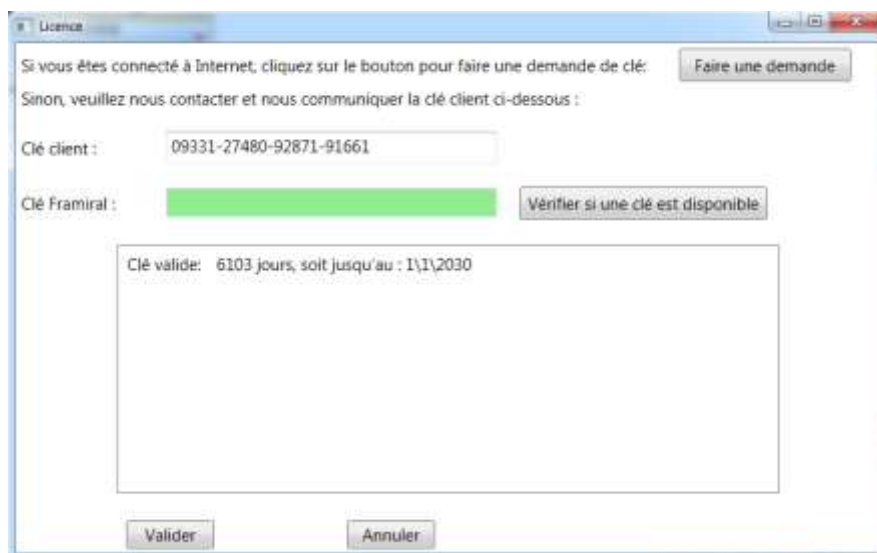 Licence
Si vous êtes connecté à Internet, cliquez sur le bouton pour faire une demande de clé:
Faire une demande
Sinon, veuillez nous contacter et nous communiquer la clé client ci-dessous :
Clé client :
09331-27480-92871-91661
Clé Framiral :
Vérifier si une clé est disponible
Clé valide: 6103 jours, soit jusqu'au : 1\1\2030
Valider
Annuler